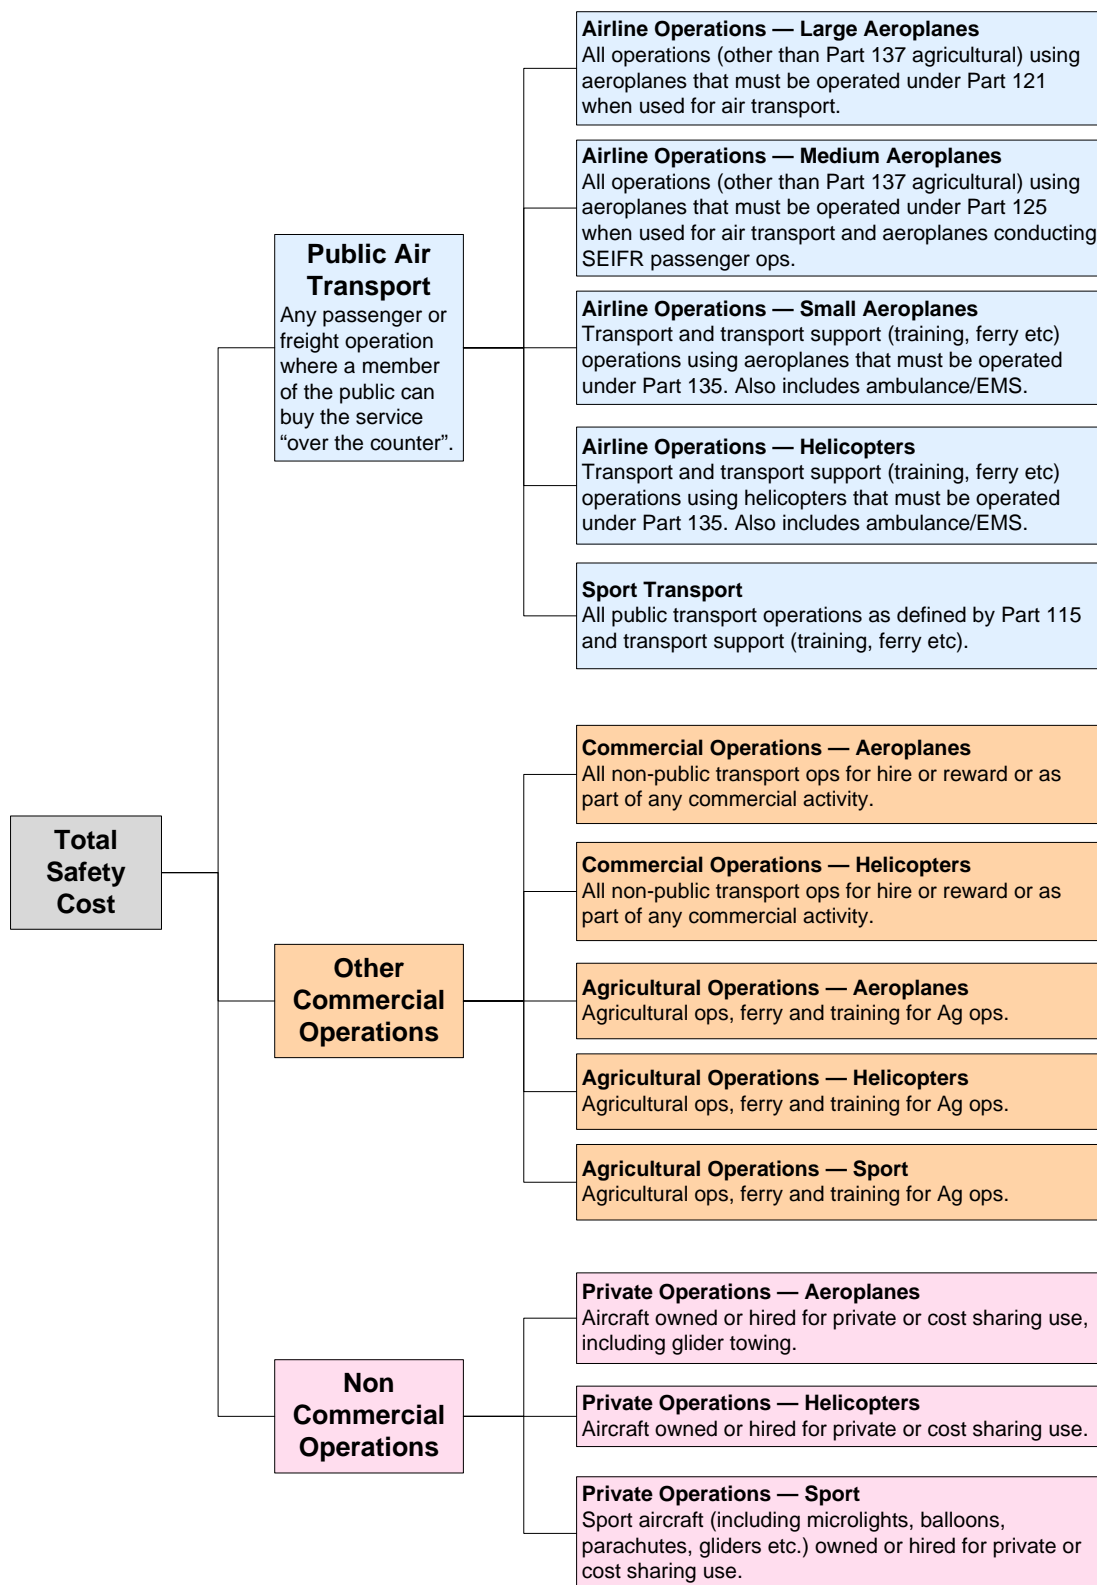 Total
Safety
Cost
Public Air
Transport
Any passenger or
freight operation
where a member
of the public can
buy the service
“over the counter”.
Airline Operations — Large Aeroplanes
All operations (other than Part 137 agricultural) using
aeroplanes that must be operated under Part 121
when used for air transport.
Airline Operations — Medium Aeroplanes
All operations (other than Part 137 agricultural) using
aeroplanes that must be operated under Part 125
when used for air transport and aeroplanes conducting
SEIFR passenger ops.
Airline Operations — Small Aeroplanes
Transport and transport support (training, ferry etc)
operations using aeroplanes that must be operated
under Part 135. Also includes ambulance/EMS.
Airline Operations — Helicopters
Transport and transport support (training, ferry etc)
operations using helicopters that must be operated
under Part 135. Also includes ambulance/EMS.
Sport Transport
All public transport operations as defined by Part 115
and transport support (training, ferry etc).
Other
Commercial
Operations
Commercial Operations — Aeroplanes
All non-public transport ops for hire or reward or as
part of any commercial activity.
Commercial Operations — Helicopters
All non-public transport ops for hire or reward or as
part of any commercial activity.
Agricultural Operations — Aeroplanes
Agricultural ops, ferry and training for Ag ops.
Agricultural Operations — Helicopters
Agricultural ops, ferry and training for Ag ops.
Agricultural Operations — Sport
Agricultural ops, ferry and training for Ag ops.
Non
Commercial
Operations
Private Operations — Aeroplanes
Aircraft owned or hired for private or cost sharing use,
including glider towing.
Private Operations — Helicopters
Aircraft owned or hired for private or cost sharing use.
Private Operations — Sport
Sport aircraft (including microlights, balloons,
parachutes, gliders etc.) owned or hired for private or
cost sharing use.